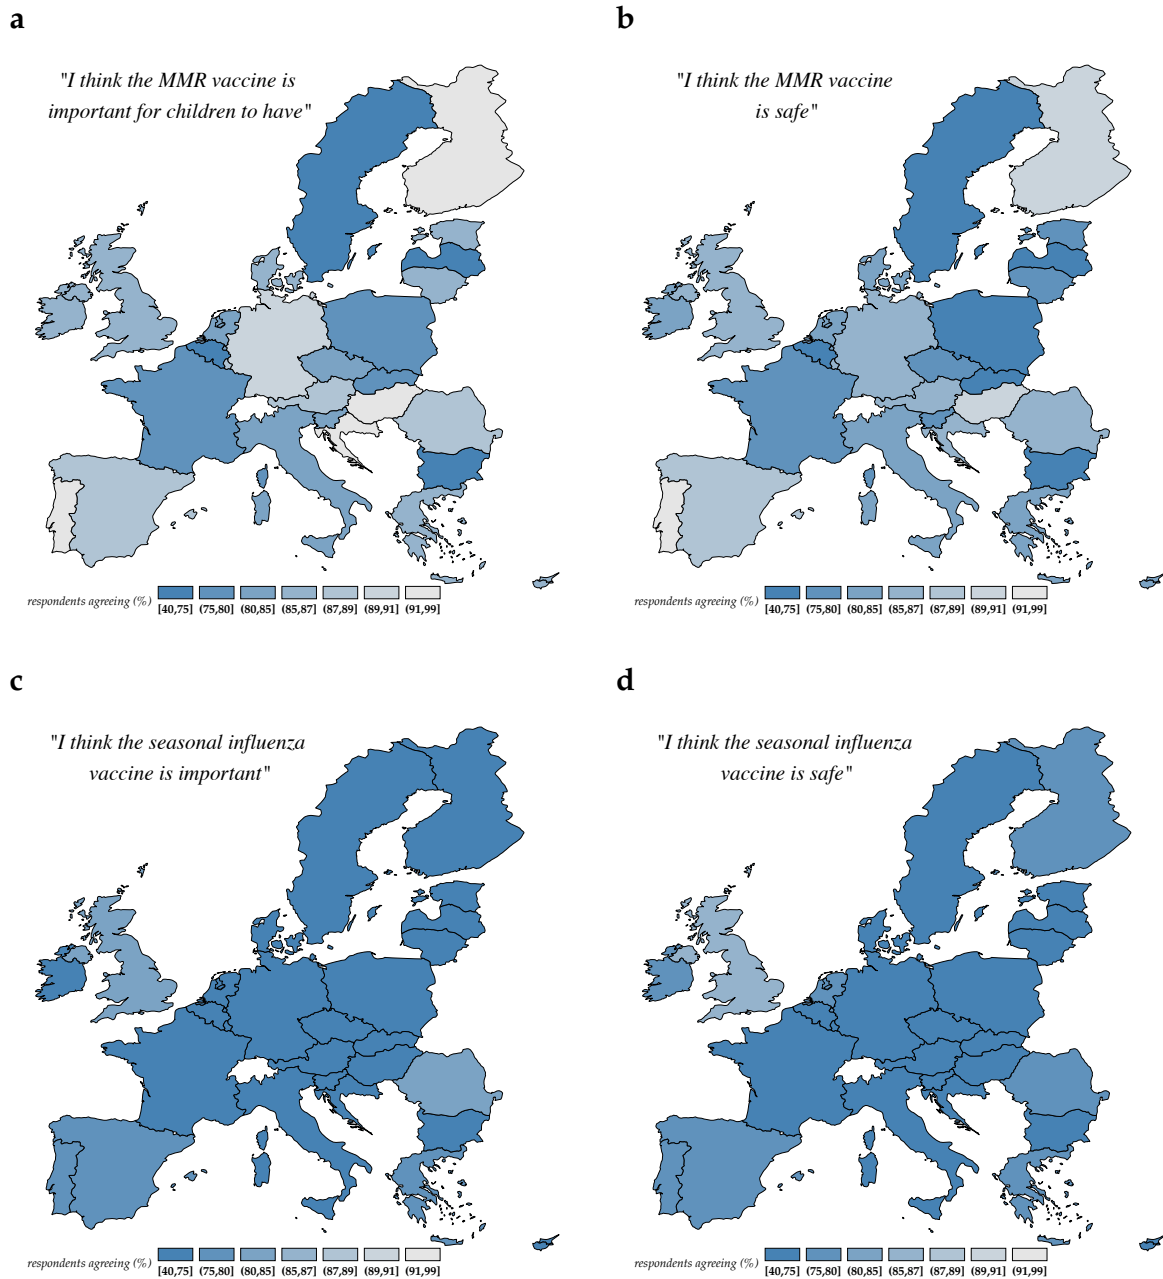 a
"I think the MMR vaccine is
important for children to have"
respondents agreeing (%)
[40,75] (75,80] (80,85] (85,87] (87,89] (89,91] (91,99]
b
"I think the MMR vaccine
is safe"
respondents agreeing (%)
[40,75] (75,80] (80,85] (85,87] (87,89] (89,91] (91,99]
c
"I think the seasonal influenza
vaccine is important"
respondents agreeing (%)
[40,75] (75,80] (80,85] (85,87] (87,89] (89,91] (91,99]
d
"I think the seasonal influenza
vaccine is safe"
respondents agreeing (%)
[40,75] (75,80] (80,85] (85,87] (87,89] (89,91] (91,99]